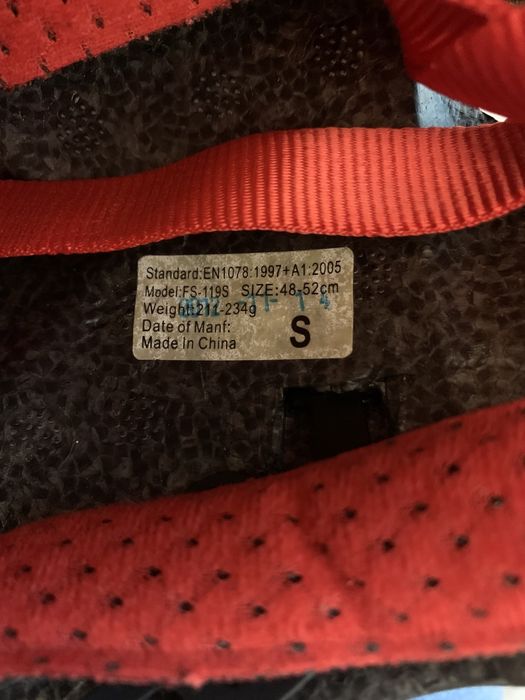 Standard:EN1078:1997+A1:2005
Model:FS-119S SIZE:48-52cm
Weight:211-234g
Date of Manf:
Made In China
S